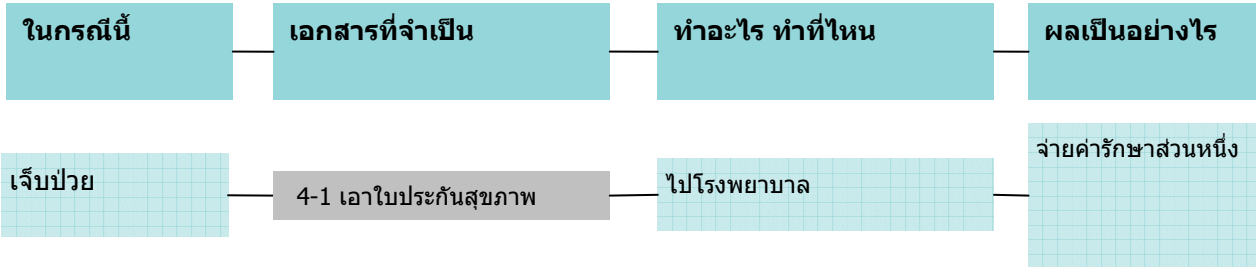 ในกรณีนี้
เอกสารที่จำเป็น
ทำอะไร ทำที่ไหน
ผลเป็นอย่างไร
เจ็บป่วย
4-1 เอาใบประกันสุขภาพ
ไปโรงพยาบาล
จ่ายค่ารักษาส่วนหนึ่ง